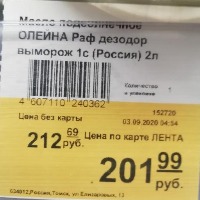 Масло подсолнечное
ОЛЕЙНА Раф дезодор
выморож 1с (Россия) 2л
Количество
в упаковке 1
4 607110 240362
152720
Цена без карты 03.09.2020 04:54
212 69 руб.
Цена по карте ЛЕНТА
201 99 руб.
634012,Россия,Томск, ул Елизаровых, 13